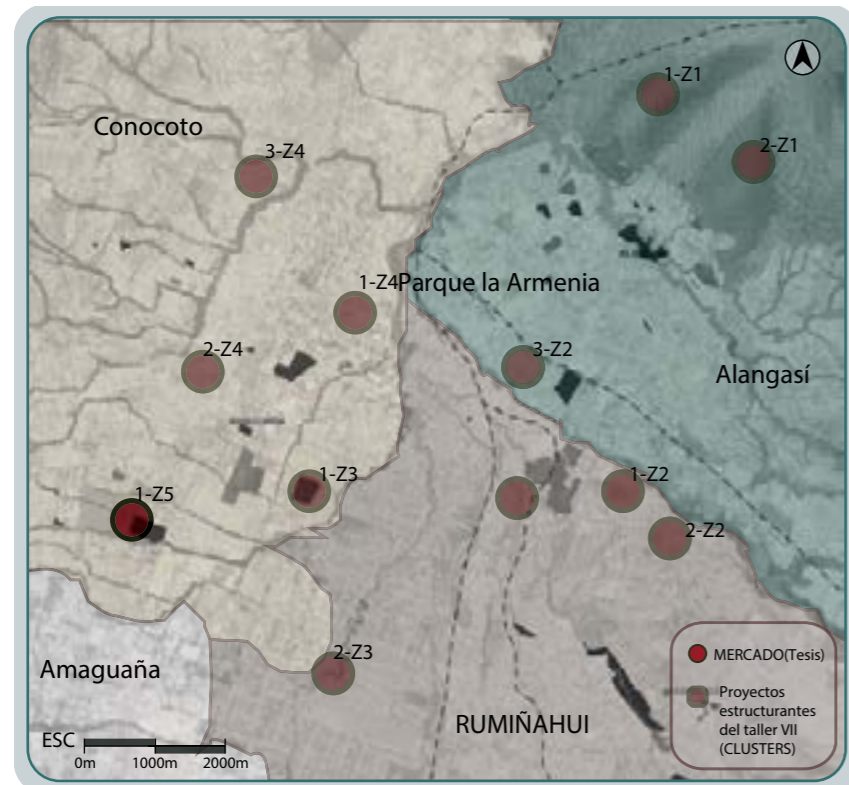 1-Z1
Conocoto
2-Z1
3-Z4
1-Z4
Parque la Armenia
2-Z4
3-Z2
Alangasí
1-Z3
1-Z2
1-Z5
2-Z2
2-Z3
Amaguaña
MERCADO(Tesis)
RUMIÑAHUI
Proyectos
estructurantes
del taller VII
(CLUSTERS)
ESC
0m 1000m 2000m